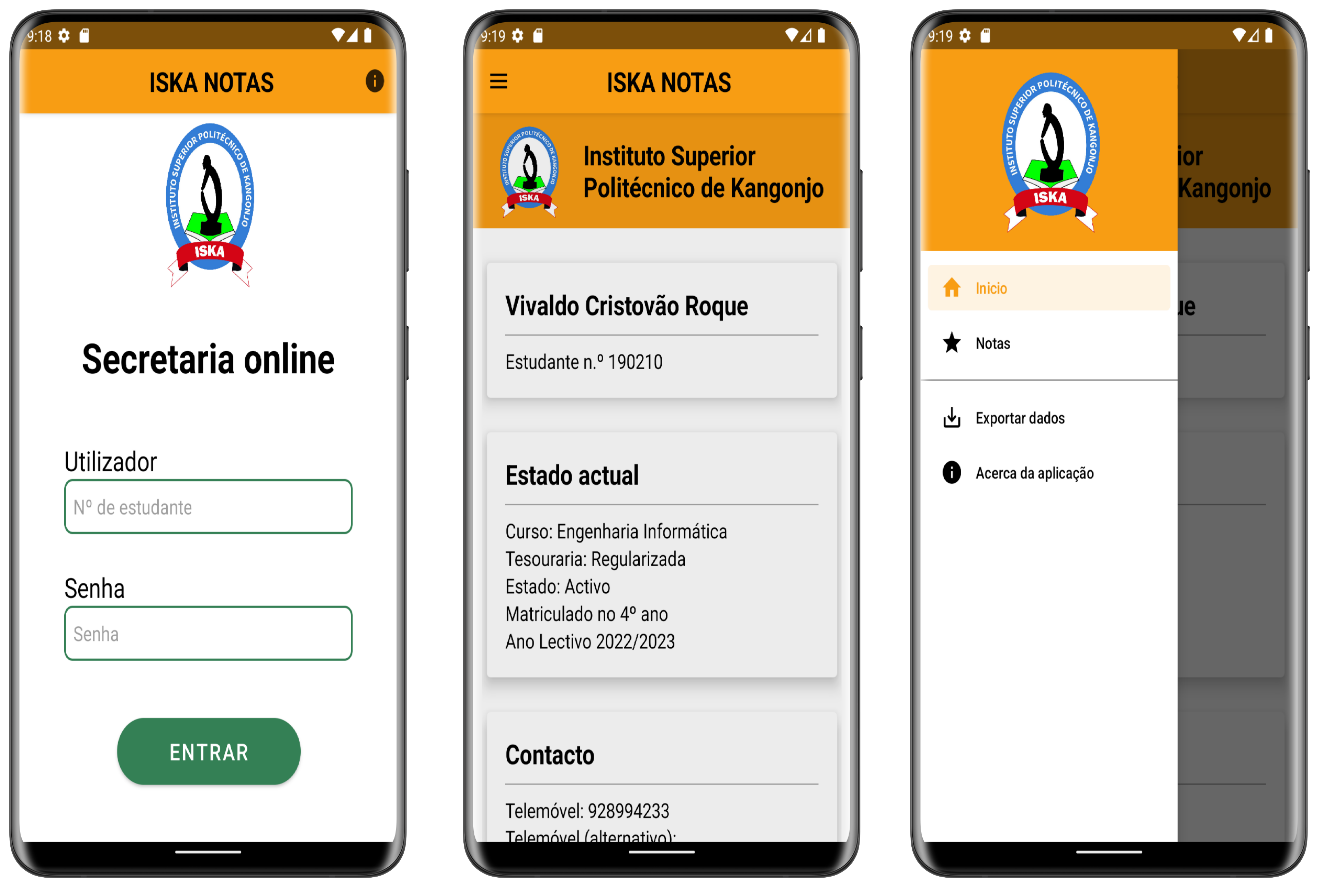 9:18
ISKA NOTAS
INSTITUTO SUPERIOR POLITÉCNICO DE KANGONJO
ISKA
Secretaria online
Utilizador
Nº de estudante
Senha
Senha
ENTRAR
9:19
ISKA NOTAS
INSTITUTO SUPERIOR POLITÉCNICO DE KANGONJO
ISKA
Instituto Superior
Politécnico de Kangonjo
Vivaldo Cristovão Roque
Estudante n.º 190210
Estado actual
Curso: Engenharia Informática
Tesouraria: Regularizada
Estado: Activo
Matriculado no 4º ano
Ano Lectivo 2022/2023
Contacto
Telemóvel: 928994233
Telemóvel (alternativo):
9:19
INSTITUTO SUPERIOR POLITÉCNICO DE KANGONJO
ISKA
ior
Kangonjo
Inicio
ue
Notas
Exportar dados
Acerca da aplicação